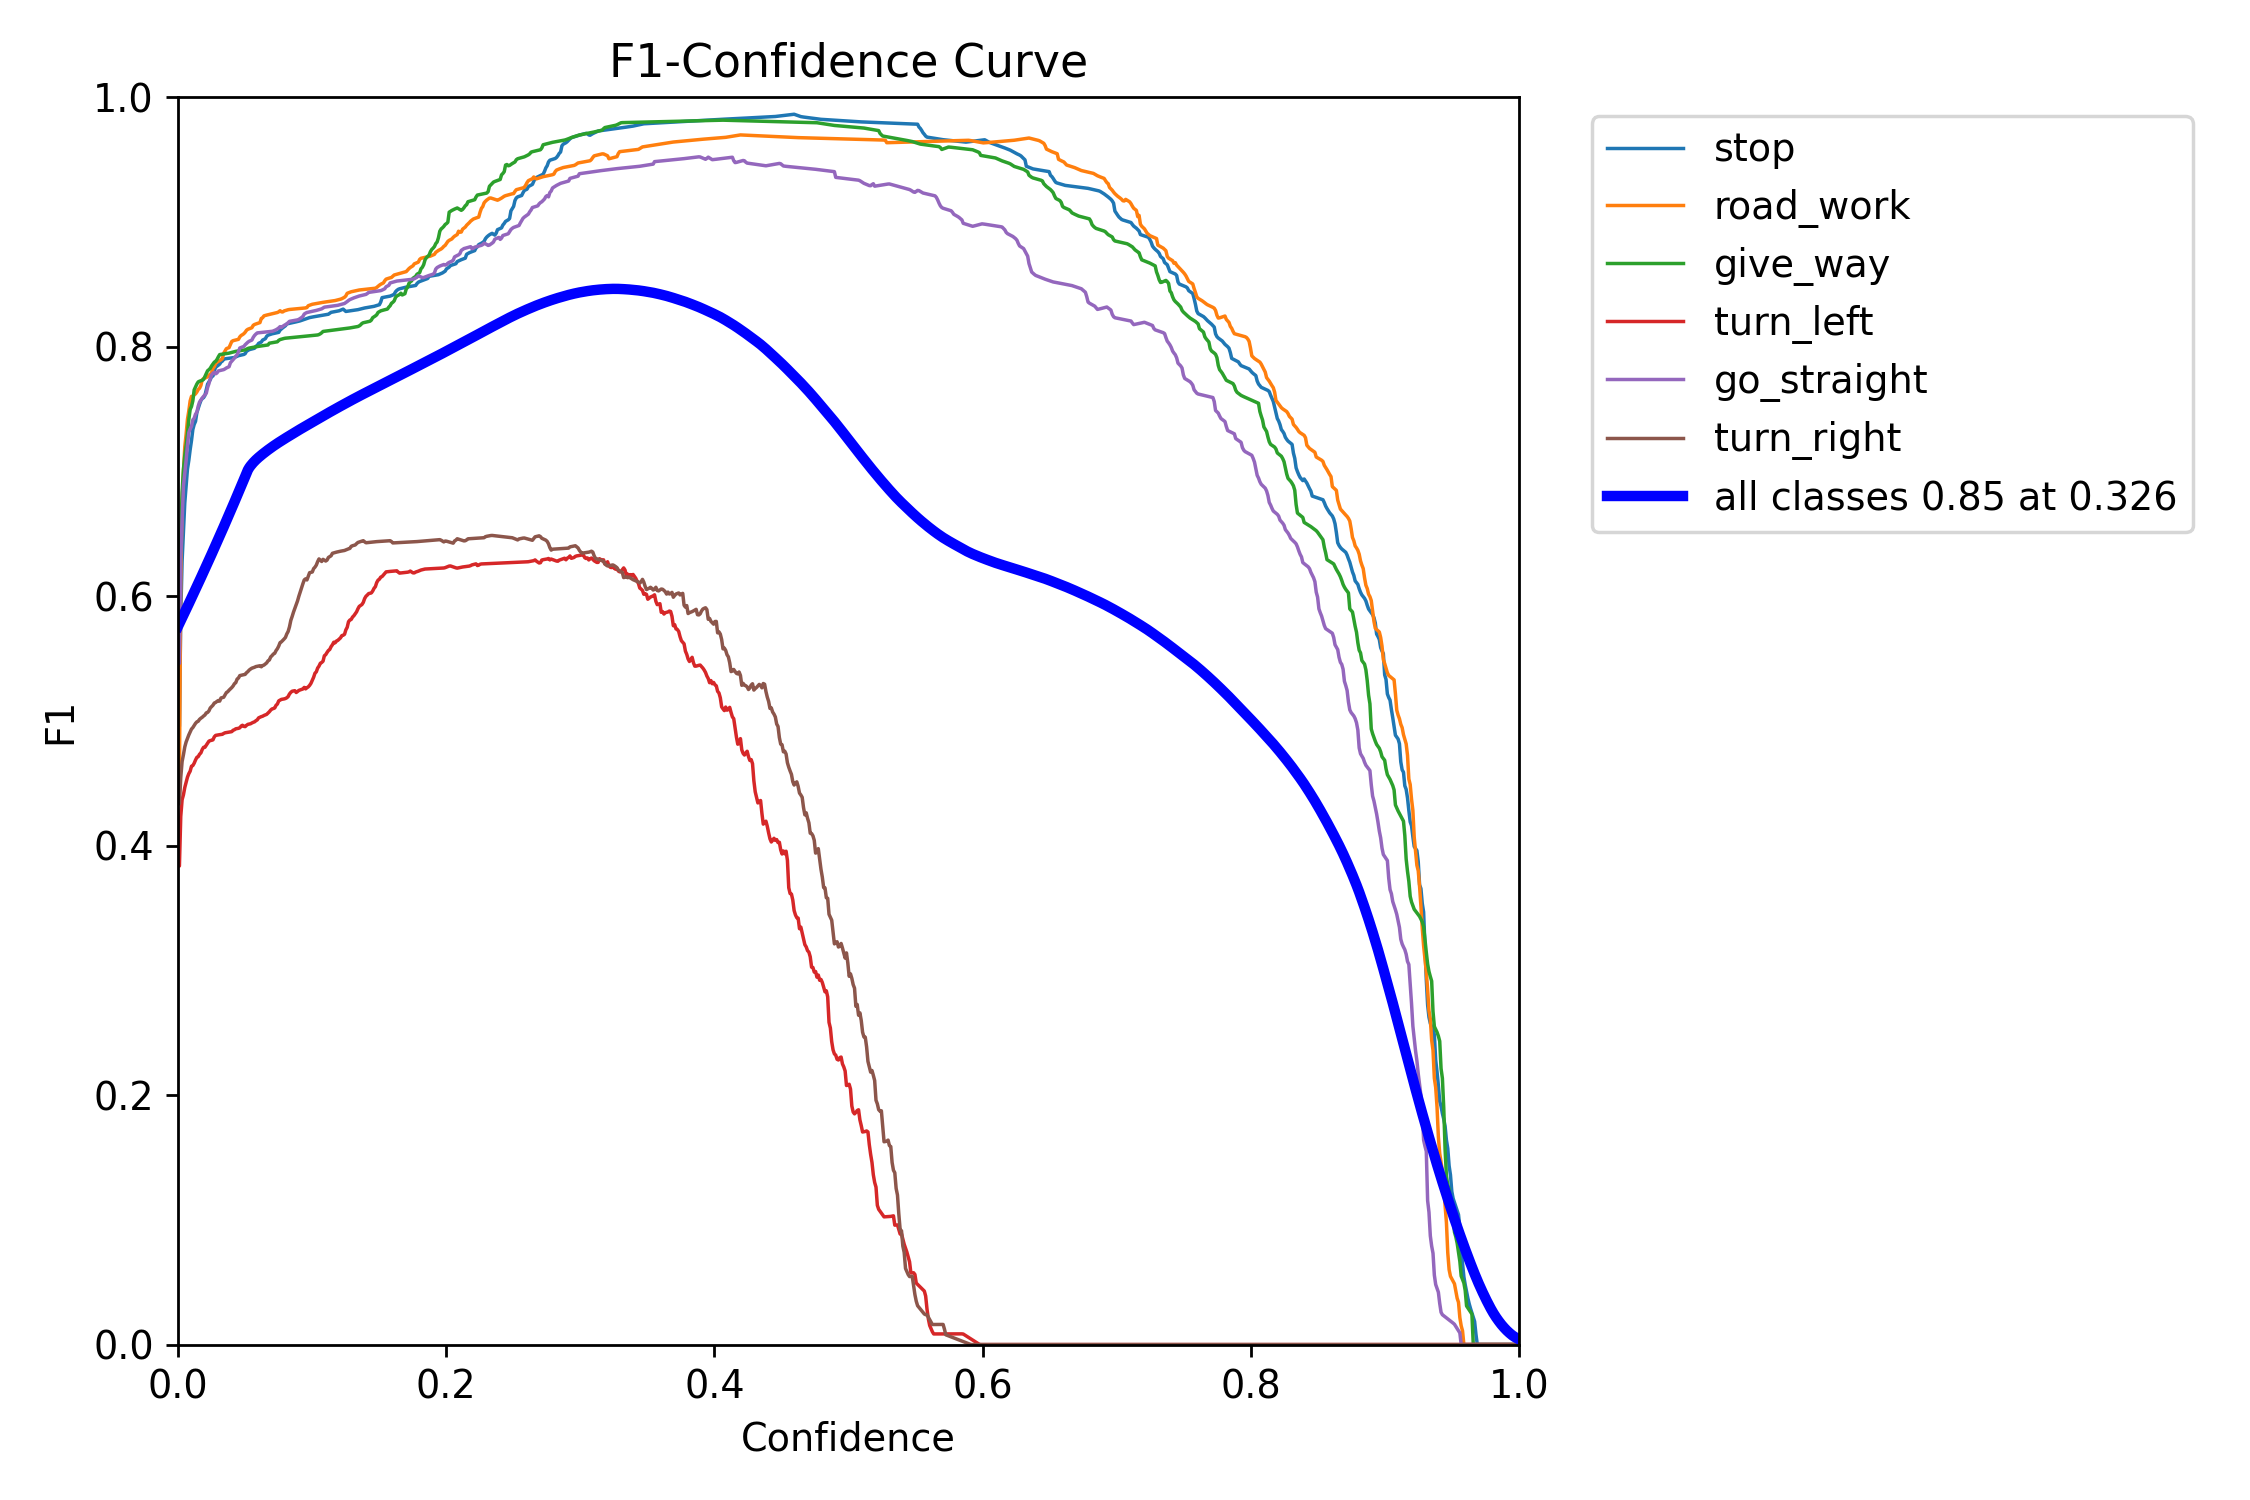 F1-Confidence Curve
1.0
0.8
0.6
0.4
0.2
0.0
F1
0.0 0.2 0.4 0.6 0.8 1.0
Confidence
stop
road_work
give_way
turn_left
go_straight
turn_right
all classes 0.85 at 0.326